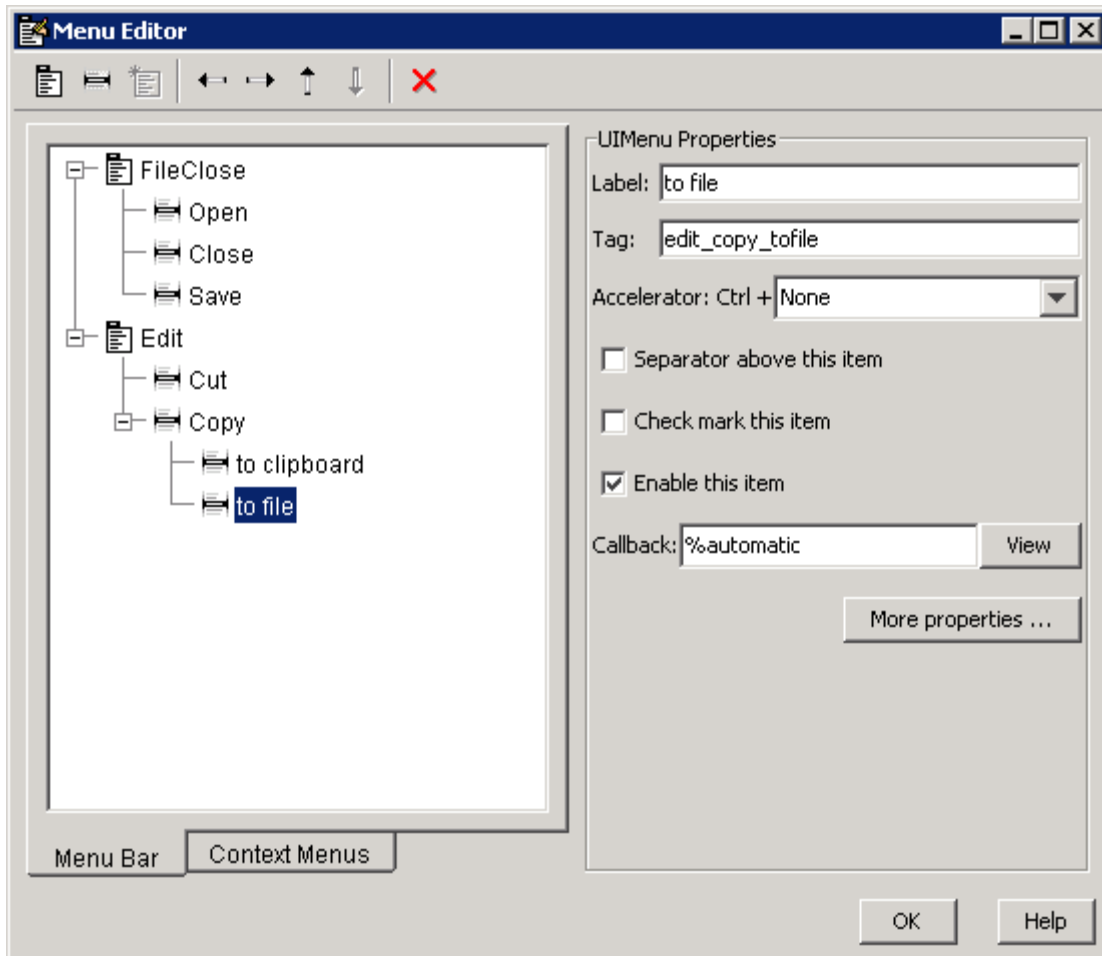 Menu Editor
FileClose
Open
Close
Save
Edit
Cut
Copy
to clipboard
to file
Menu Bar
Context Menus
UIMenu Properties
Label: to file
Tag: edit_copy_tofile
Accelerator: Ctrl + None
Separator above this item
Check mark this item
Enable this item
Callback: %automatic View
More properties ...
OK Help